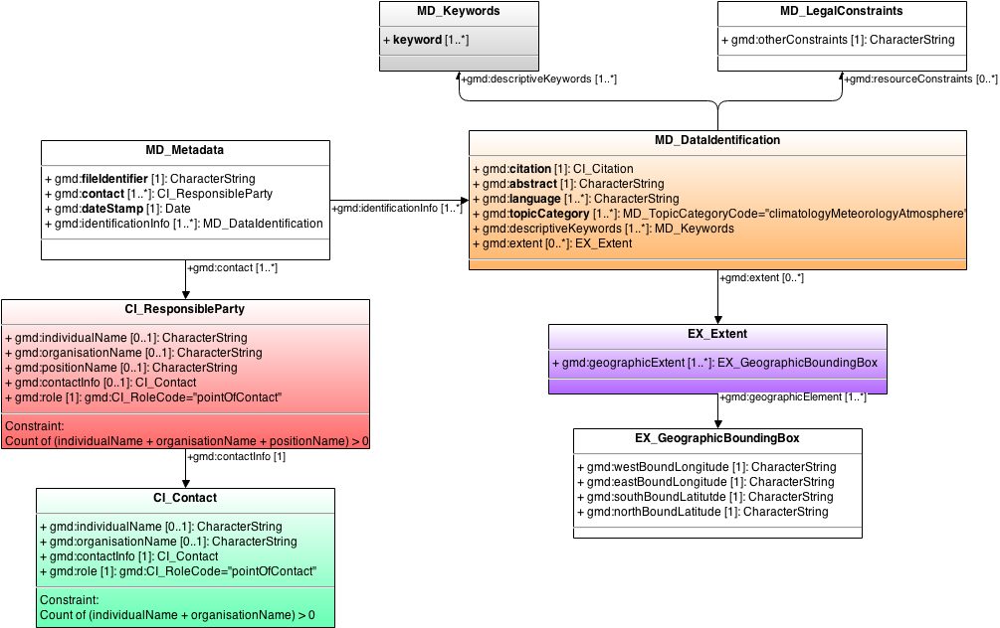 MD_Keywords
+ keyword [1..*]
MD_LegalConstraints
+ gmd:otherConstraints [1]: CharacterString
+gmd:descriptiveKeywords [1..*]
+gmd:resourceConstraints [0..*]
MD_Metadata
+ gmd:fileIdentifier [1]: CharacterString
+ gmd:contact [1..*]: CI_ResponsibleParty
+ gmd:dateStamp [1]: Date
+ gmd:identificationInfo [1..*]: MD_DataIdentification
+gmd:identificationInfo [1..*]
MD_DataIdentification
+ gmd:citation [1]: CI_Citation
+ gmd:abstract [1]: CharacterString
+ gmd:language [1..*]: CharacterString
+ gmd:topicCategory [1..*]: MD_TopicCategoryCode="climatologyMeteorologyAtmosphere"
+ gmd:descriptiveKeywords [1..*]: MD_Keywords
+ gmd:extent [0..*]: EX_Extent
+gmd:contact [1..*]
+gmd:extent [0..*]
CI_ResponsibleParty
+ gmd:individualName [0..1]: CharacterString
+ gmd:organisationName [0..1]: CharacterString
+ gmd:positionName [0..1]: CharacterString
+ gmd:contactInfo [0..1]: CI_Contact
+ gmd:role [1]: gmd:CI_RoleCode="pointOfContact"
Constraint:
Count of (individualName + organisationName + positionName) > 0
EX_Extent
+ gmd:geographicExtent [1..*]: EX_GeographicBoundingBox
+gmd:geographicElement [1..*]
EX_GeographicBoundingBox
+ gmd:westBoundLongitude [1]: CharacterString
+ gmd:eastBoundLongitude [1]: CharacterString
+ gmd:southBoundLatitutde [1]: CharacterString
+ gmd:northBoundLatitude [1]: CharacterString
+gmd:contactInfo [1]
CI_Contact
+ gmd:individualName [0..1]: CharacterString
+ gmd:organisationName [0..1]: CharacterString
+ gmd:contactInfo [1]: CI_Contact
+ gmd:role [1]: gmd:CI_RoleCode="pointOfContact"
Constraint:
Count of (individualName + organisationName) > 0